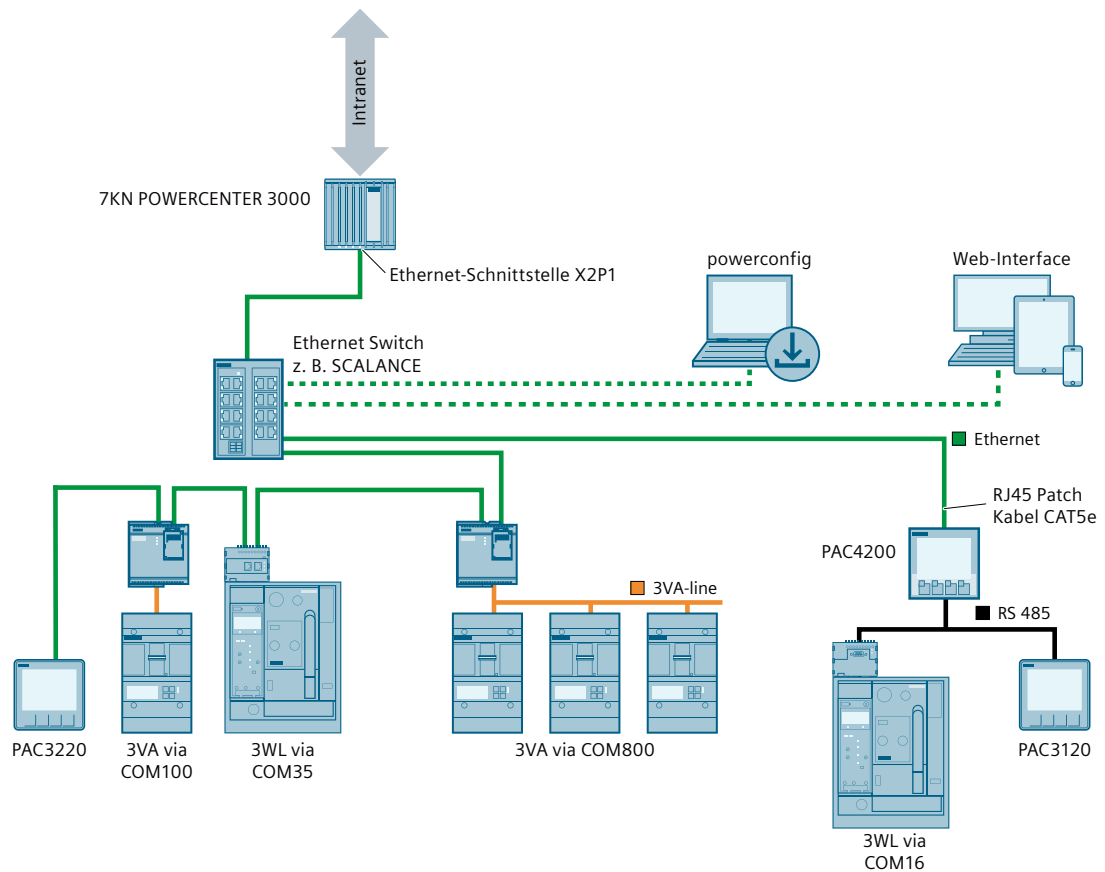 Intranet
7KN POWERCENTER 3000
Ethernet-Schnittstelle X2P1
powerconfig
Web-Interface
Ethernet Switch
z. B. SCALANCE
Ethernet
RJ45 Patch
Kabel CAT5e
PAC4200
3VA-line
RS 485
PAC3220
3VA via
COM100
3WL via
COM35
3VA via COM800
PAC3120
3WL via
COM16